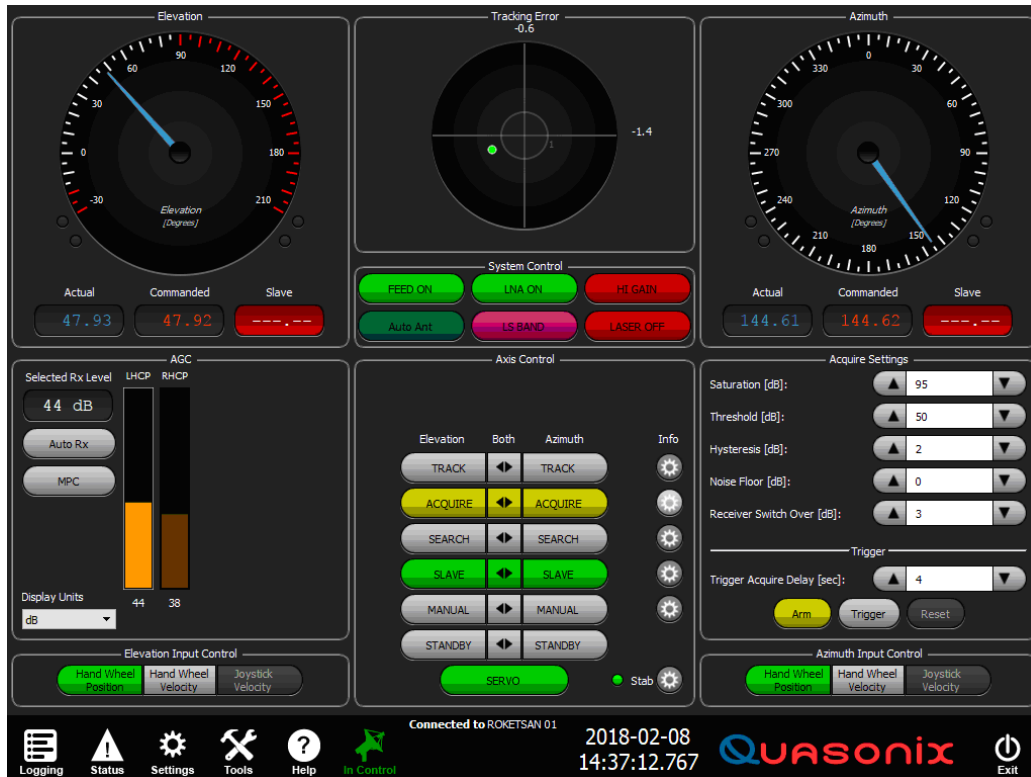 Elevation
90
60
120
30
150
0
180
-30
210
Elevation
[Degrees]
Actual
Commanded
Slave
47.93
47.92
---.--
Tracking Error
-0.6
-1.4
1
System Control
FEED ON
LNA ON
HI GAIN
Auto Ant
LS BAND
LASER OFF
Azimuth
0
330
30
300
60
270
90
240
120
210
150
180
Azimuth
[Degrees]
Actual
Commanded
Slave
144.61
144.62
---.--
AGC
Selected Rx Level
LHCP
RHCP
44 dB
Auto Rx
MPC
44
38
Display Units
dB
Elevation Input Control
Hand Wheel
Position
Hand Wheel
Velocity
Joystick
Velocity
Axis Control
Elevation
Both
Azimuth
Info
TRACK
TRACK
ACQUIRE
ACQUIRE
SEARCH
SEARCH
SLAVE
SLAVE
MANUAL
MANUAL
STANDBY
STANDBY
SERVO
Stab
Acquire Settings
Saturation [dB]:
95
Threshold [dB]:
50
Hysteresis [dB]:
2
Noise Floor [dB]:
0
Receiver Switch Over [dB]:
3
Trigger
Trigger Acquire Delay [sec]:
4
Arm
Trigger
Reset
Azimuth Input Control
Hand Wheel
Position
Hand Wheel
Velocity
Joystick
Velocity
Connected to ROKETSAN 01
Logging
Status
Settings
Tools
Help
In Control
2018-02-08
14:37:12.767
Quasonix
Exit